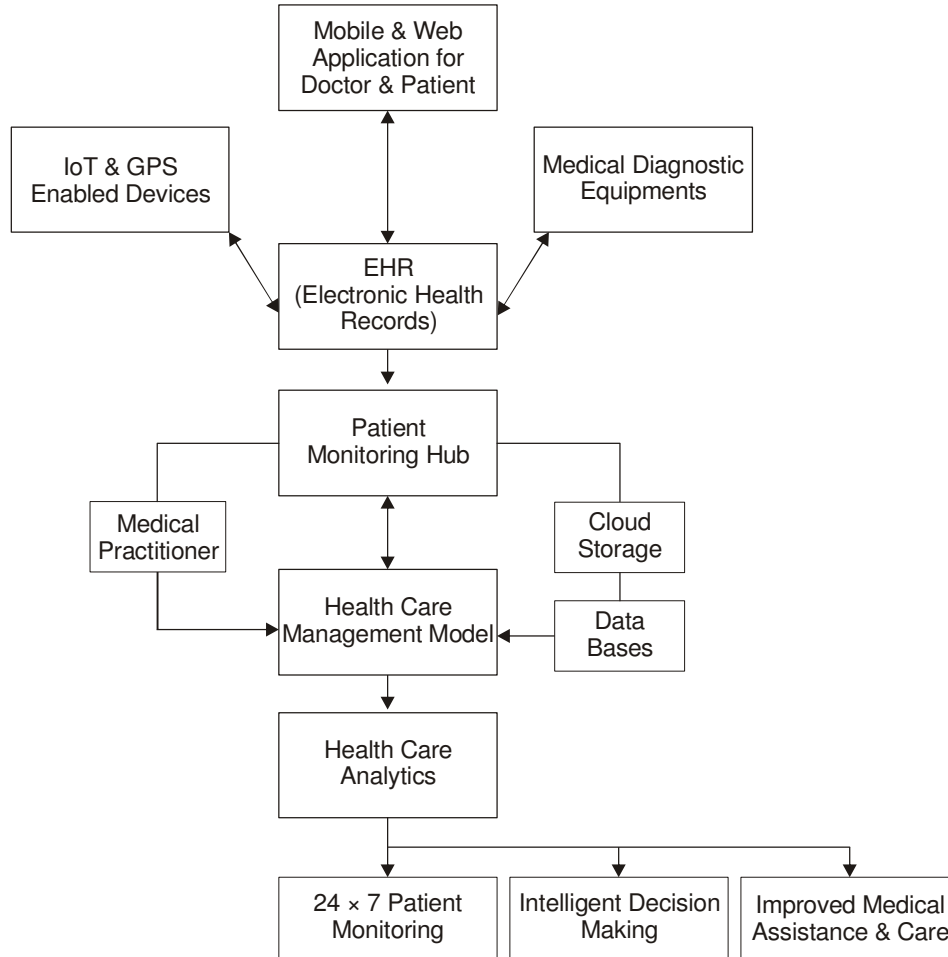 Mobile & Web
Application for
Doctor & Patient
IoT & GPS
Enabled Devices
Medical Diagnostic
Equipments
EHR
(Electronic Health
Records)
Patient
Monitoring Hub
Medical
Practitioner
Cloud
Storage
Health Care
Management Model
Data
Bases
Health Care
Analytics
24 × 7 Patient
Monitoring
Intelligent Decision
Making
Improved Medical
Assistance & Care